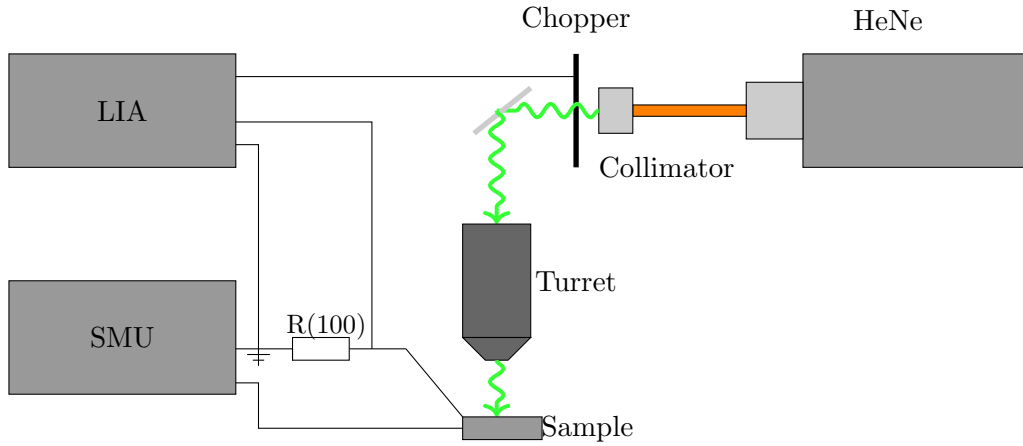 Chopper
HeNe
LIA
Collimator
Turret
R(100)
SMU
Sample